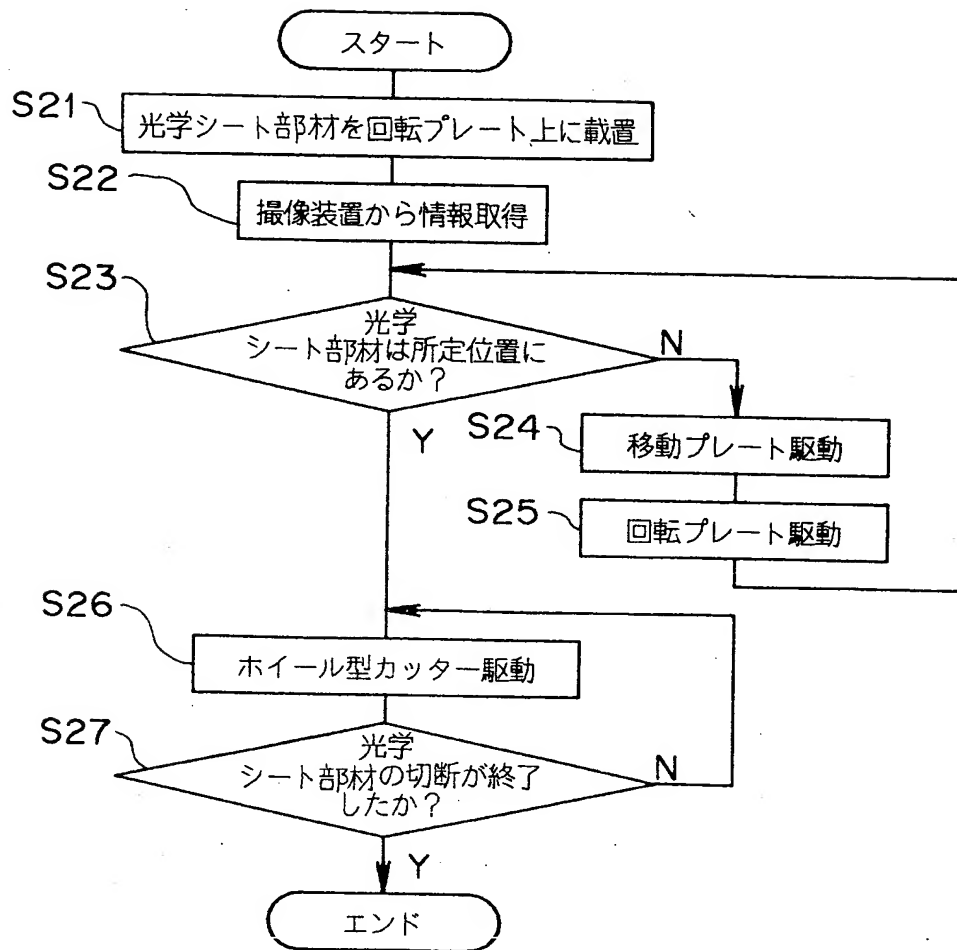 スタート
S21
光学シート部材を回転プレート上に載置
S22
撮像装置から情報取得
S23
光学
シート部材は所定位置に
あるか？
N
Y
S24
移動プレート駆動
S25
回転プレート駆動
S26
ホイール型カッター駆動
S27
光学
シート部材の切断が終了
したか？
N
Y
エンド